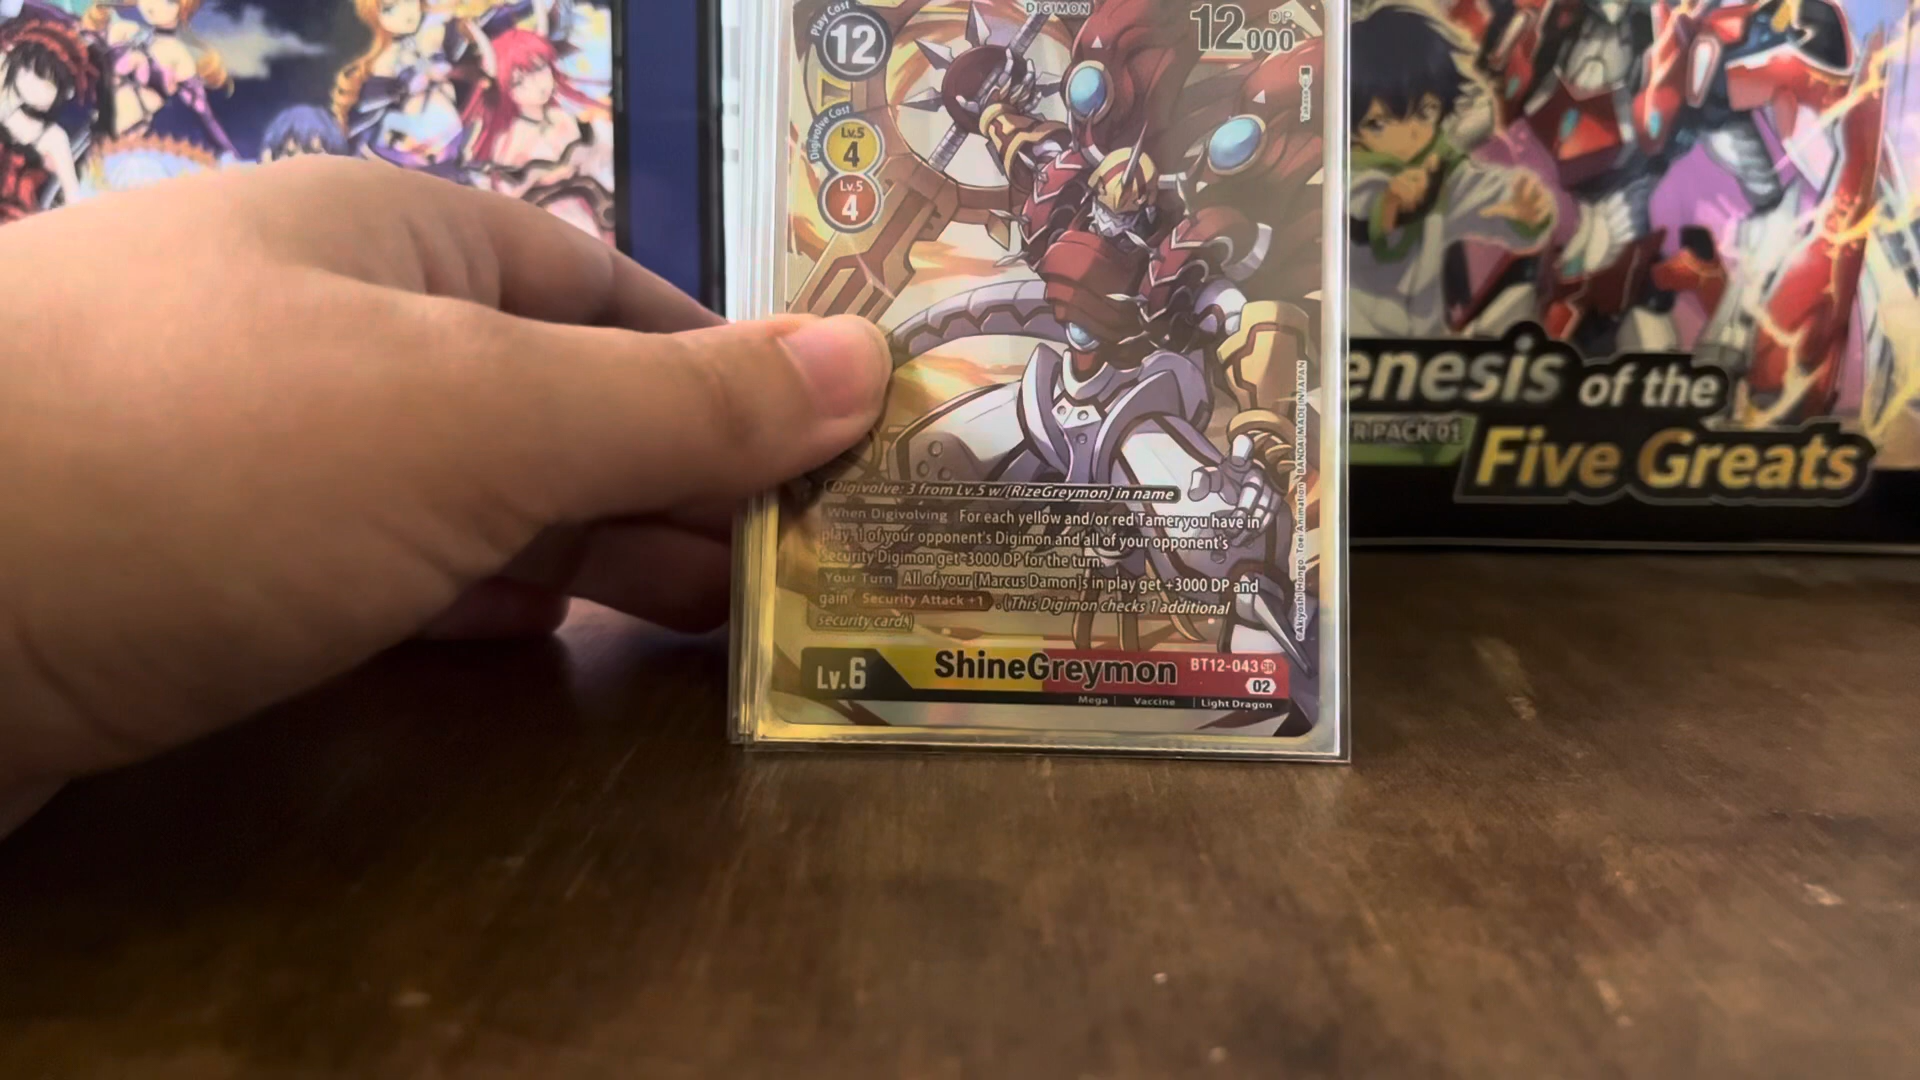 DIGIMON
Play Cost
12
12000
DP
Digivolve Cost
Lv.5
4
Lv.5
4
Digivolve: 3 from Lv.5 w/[RizeGreymon] in name
When Digivolving For each yellow and/or red Tamer you have in
play, 1 of your opponent's Digimon and all of your opponent's
Security Digimon get -3000 DP for the turn.
Your Turn All of your [Marcus Damon]s in play get +3000 DP and
gain Security Attack +1. (This Digimon checks 1 additional
security card.)
Lv.6
ShineGreymon
BT12-043 SR
02
Mega | Vaccine | Light Dragon
©Akiyoshi Hongo, Toei Animation BANDAI MADE IN JAPAN
enesis of the
R PACK 01
Five Greats